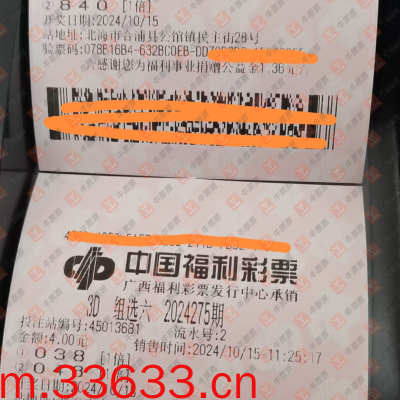 ②840 [1倍]
开奖日期:2024/10/15
站地址:北海市合浦县公馆镇民主街28号
验票码:078E16B4-632BC0EB-DD
感谢您为福利事业捐赠公益金1.36元
中国福利彩票
广西福利彩票发行中心承销
3D 组选六 2024275期
投注站编号:45013681 流水号:2
金额:4.00元 销售时间:2024/10/15-11:25:17
①038 [1倍]
m.33633.cn